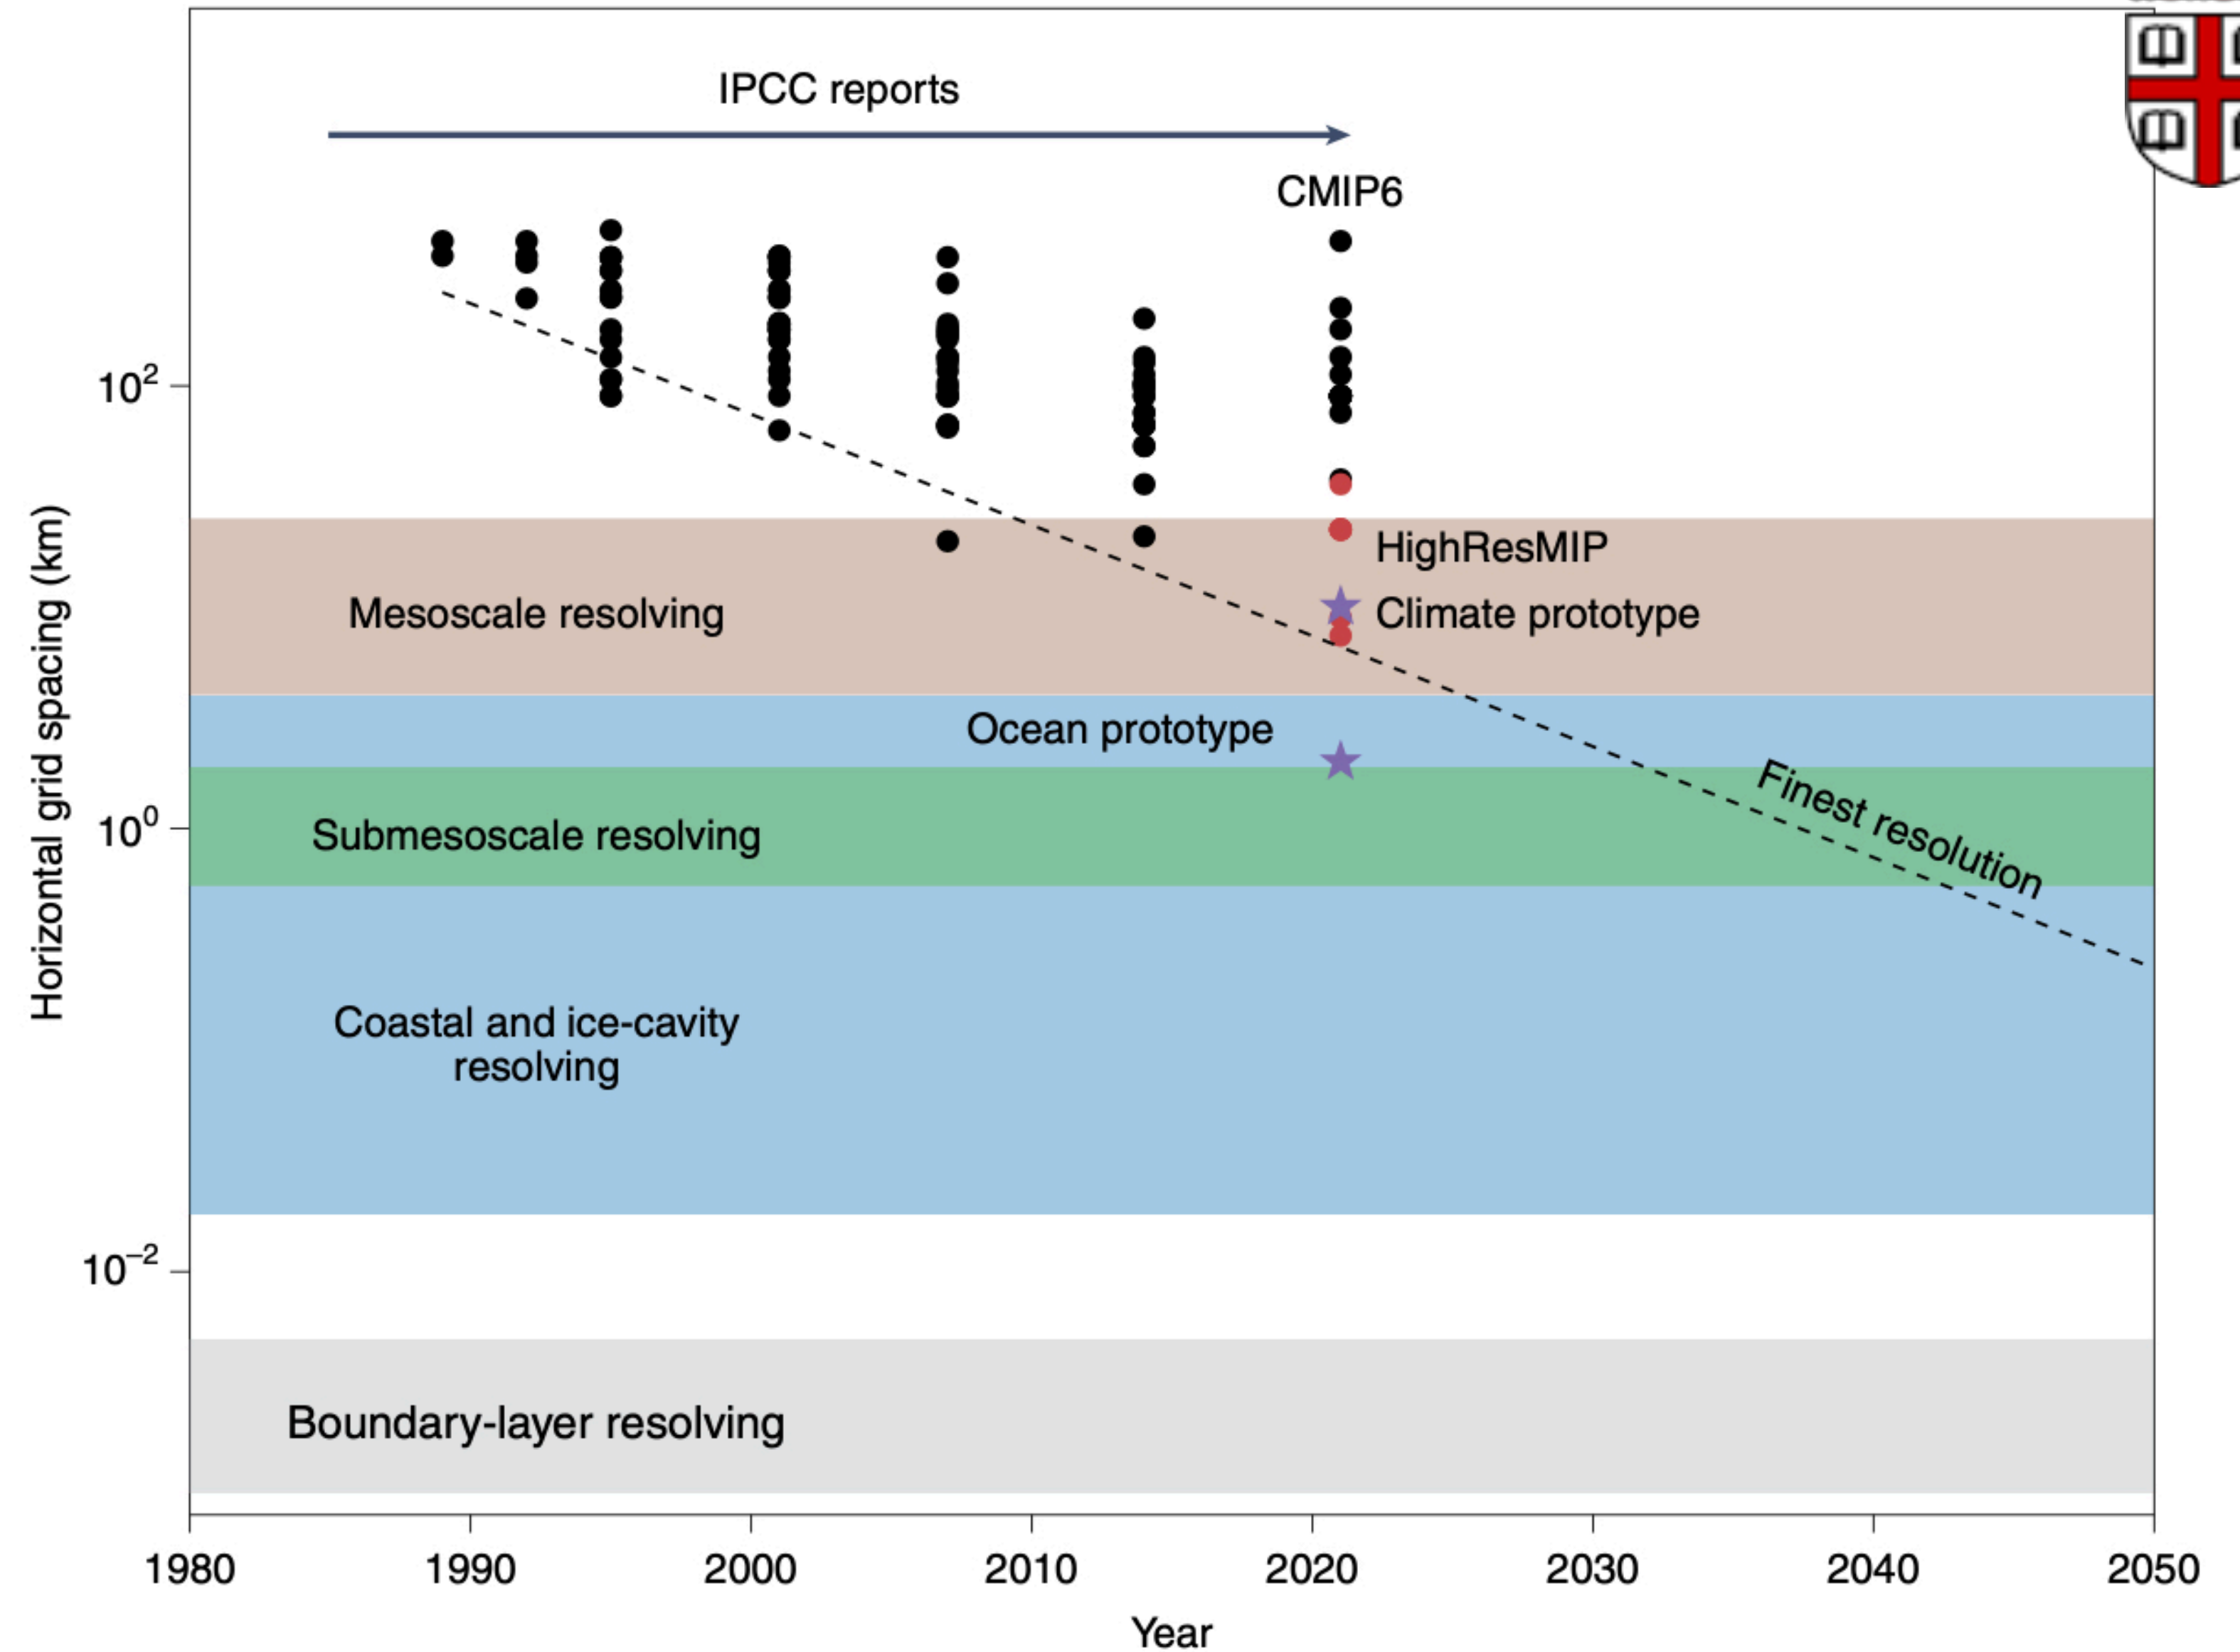 IPCC reports
CMIP6
10²
HighResMIP
Mesoscale resolving
Climate prototype
Ocean prototype
Finest resolution
10⁰
Submesoscale resolving
Horizontal grid spacing (km)
Coastal and ice-cavity
resolving
10⁻²
Boundary-layer resolving
1980 1990 2000 2010 2020 2030 2040 2050
Year